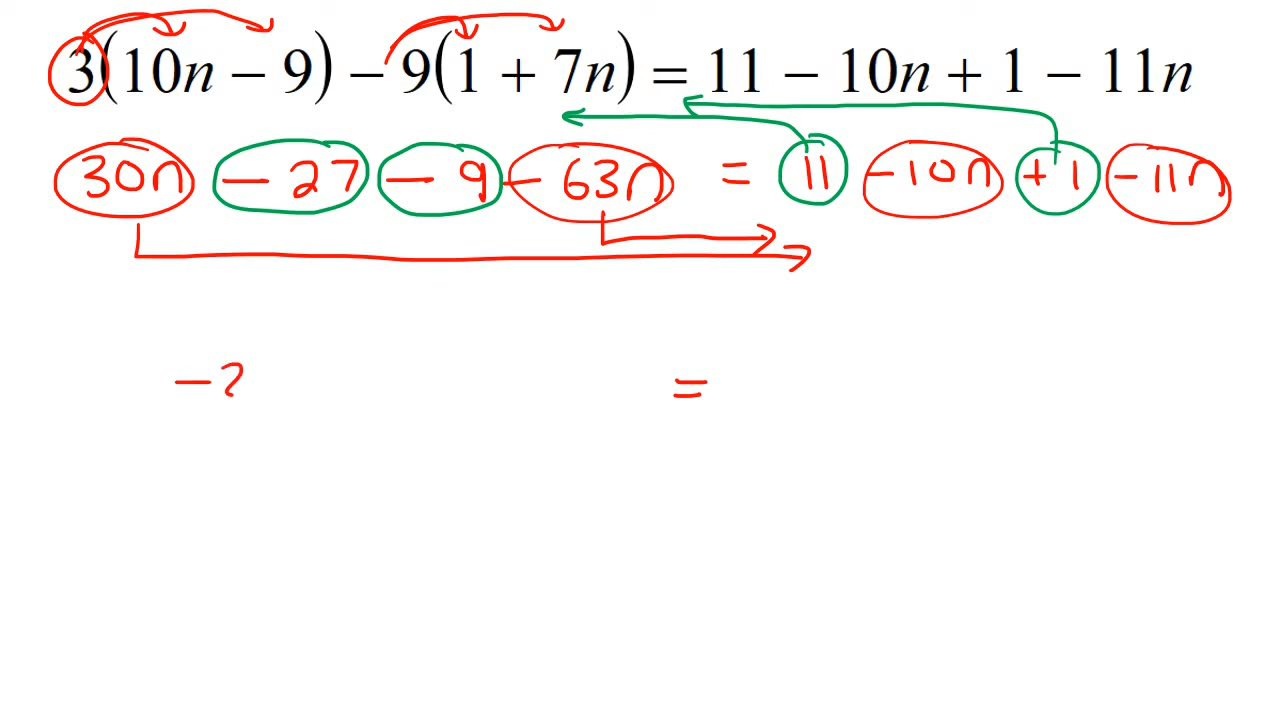 3(10n − 9) − 9(1 + 7n) = 11 − 10n + 1 − 11n
30n − 27 − 9 − 63n = 11 − 10n + 1 − 11n
− 2 =